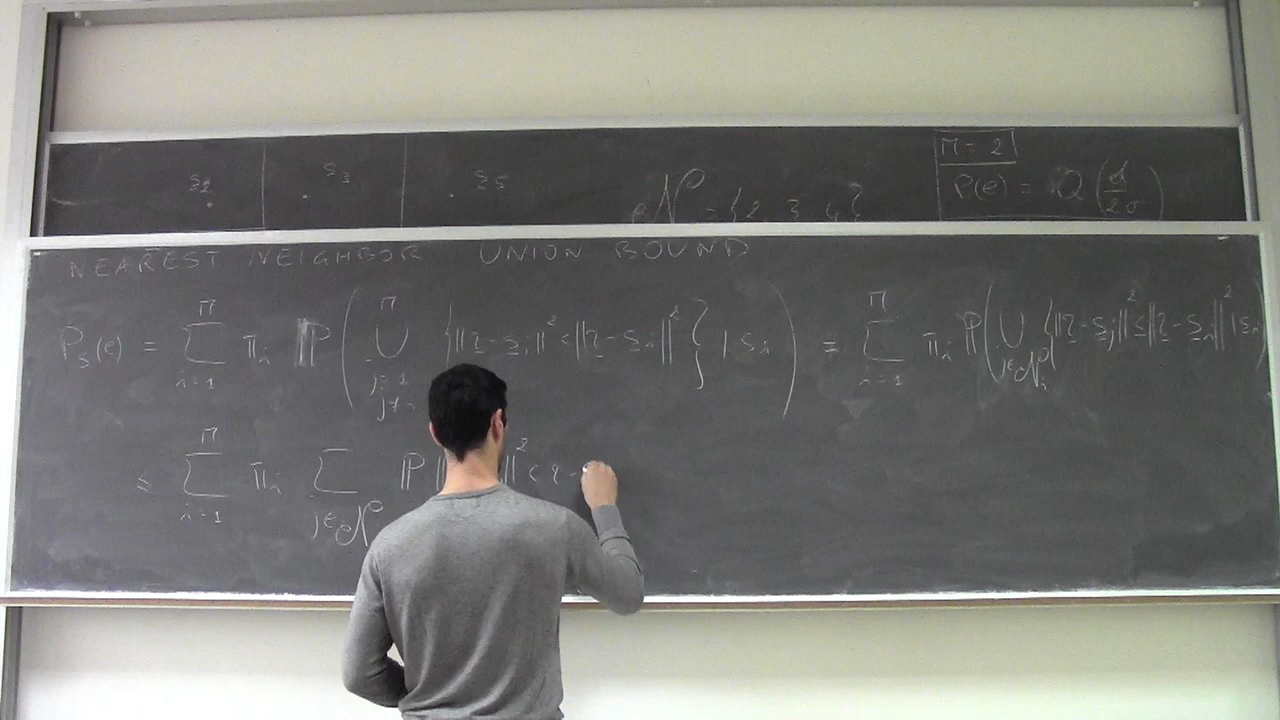 s₂ s₃ s₅ 𝒩 = {2 3 4}
M = 2
P(e) = Q(d/2σ)
NEAREST NEIGHBOR UNION BOUND
P_S(e) = Σ_{i=1}^{M} π_i ℙ( ∪_{j=1, j≠i}^{M} {‖r - s_j‖² < ‖r - s_i‖²} | s_i ) = Σ_{i=1}^{M} π_i ℙ( ∪_{j∈𝒩_i} {‖r - s_j‖² ≤ ‖r - s_i‖² | s_i )
≤ Σ_{i=1}^{M} π_i Σ_{j∈𝒩} ℙ ‖ ‖² < r -